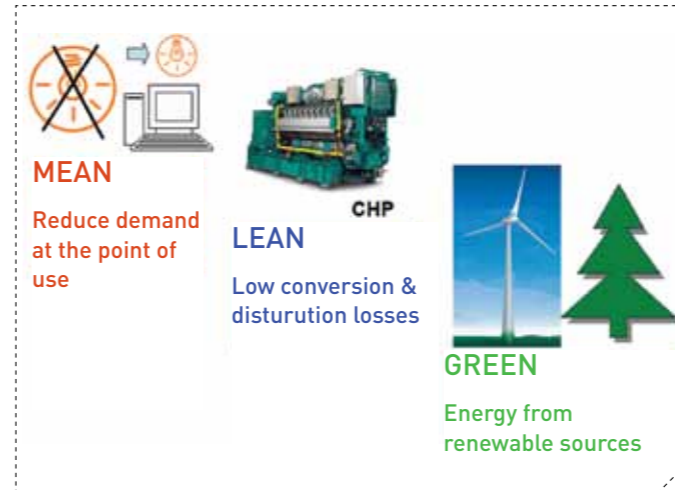 MEAN
Reduce demand
at the point of
use
CHP
LEAN
Low conversion &
disturution losses
GREEN
Energy from
renewable sources